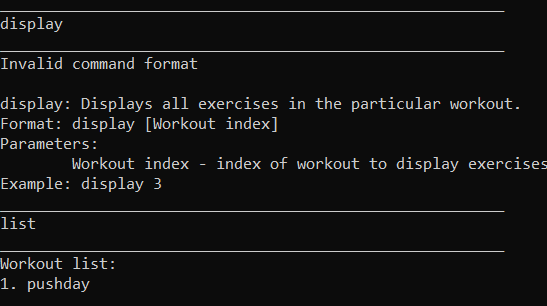 display
Invalid command format
display: Displays all exercises in the particular workout.
Format: display [Workout index]
Parameters:
Workout index - index of workout to display exercises
Example: display 3
list
Workout list:
1. pushday